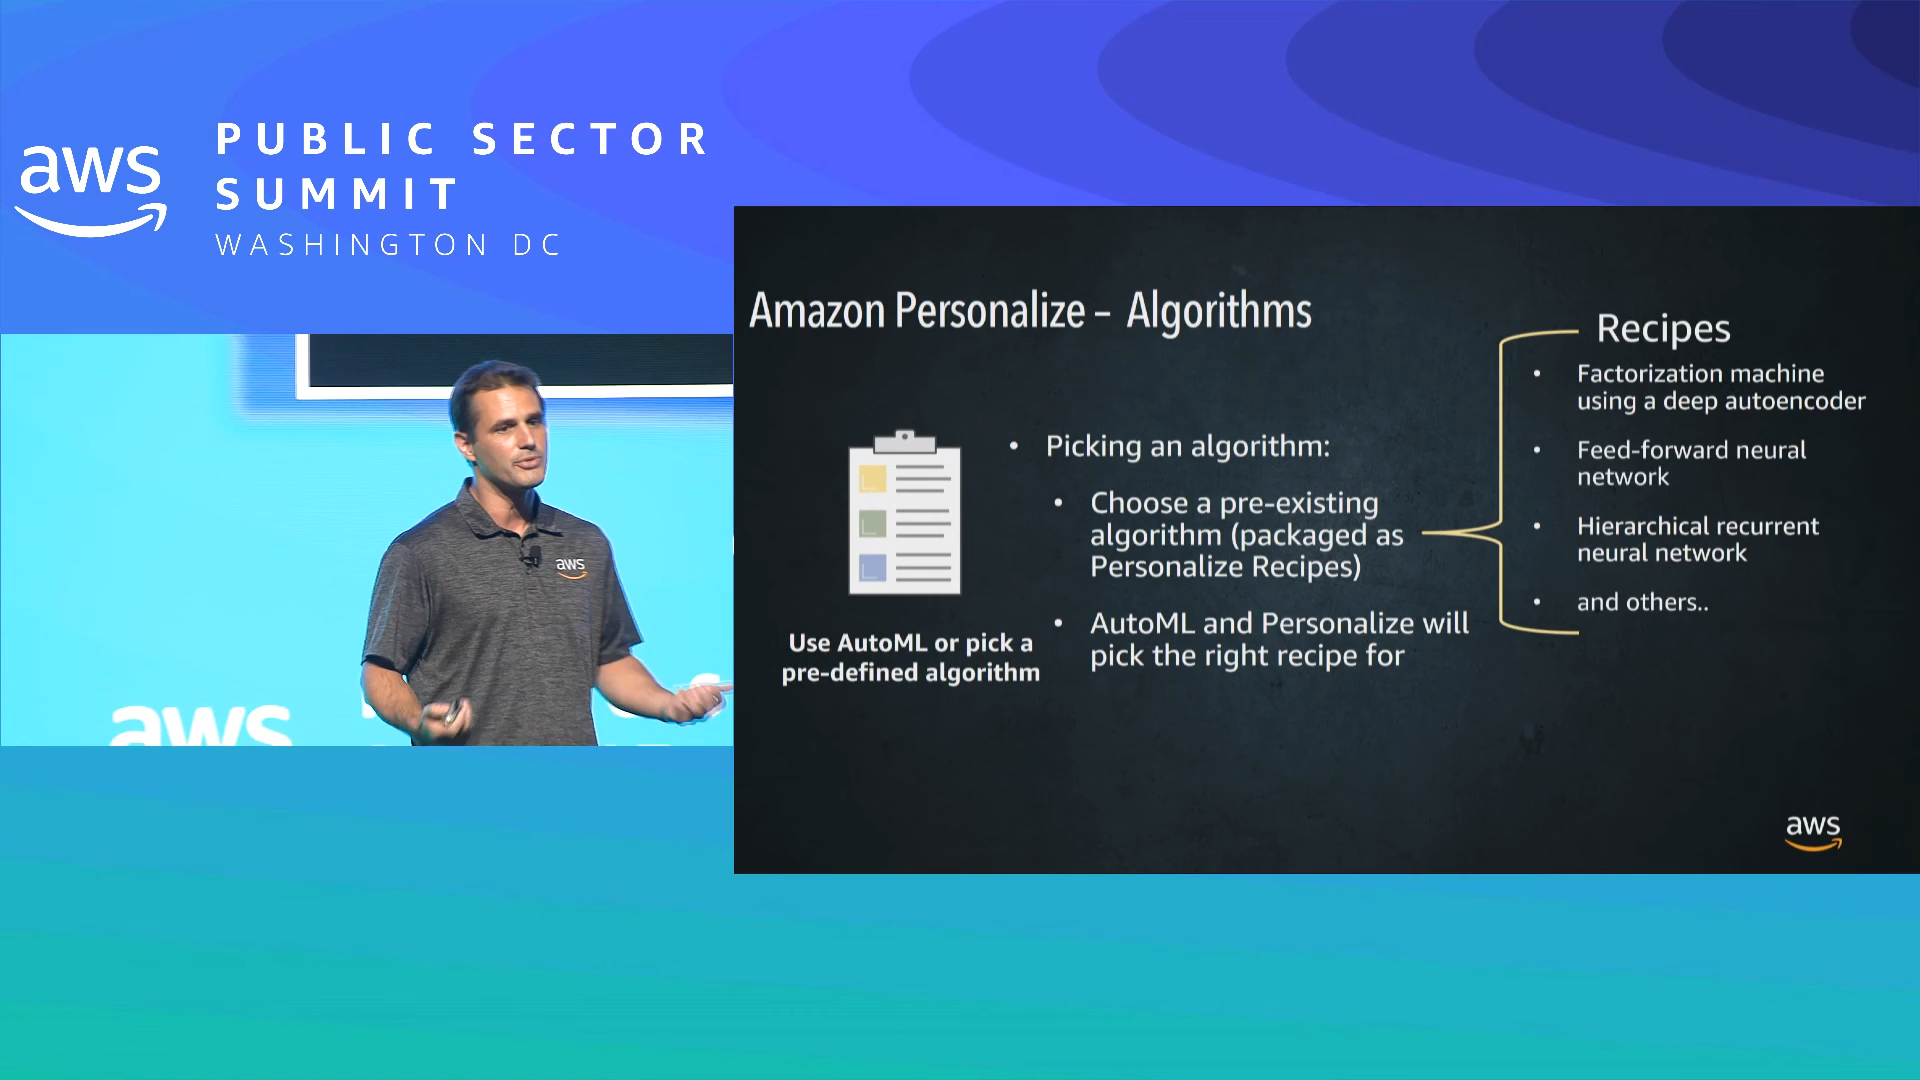 aws
PUBLIC SECTOR
SUMMIT
WASHINGTON DC
aws
aws
Amazon Personalize – Algorithms
Use AutoML or pick a
pre-defined algorithm
• Picking an algorithm:
• Choose a pre-existing
algorithm (packaged as
Personalize Recipes)
• AutoML and Personalize will
pick the right recipe for
Recipes
• Factorization machine
using a deep autoencoder
• Feed-forward neural
network
• Hierarchical recurrent
neural network
• and others..
aws